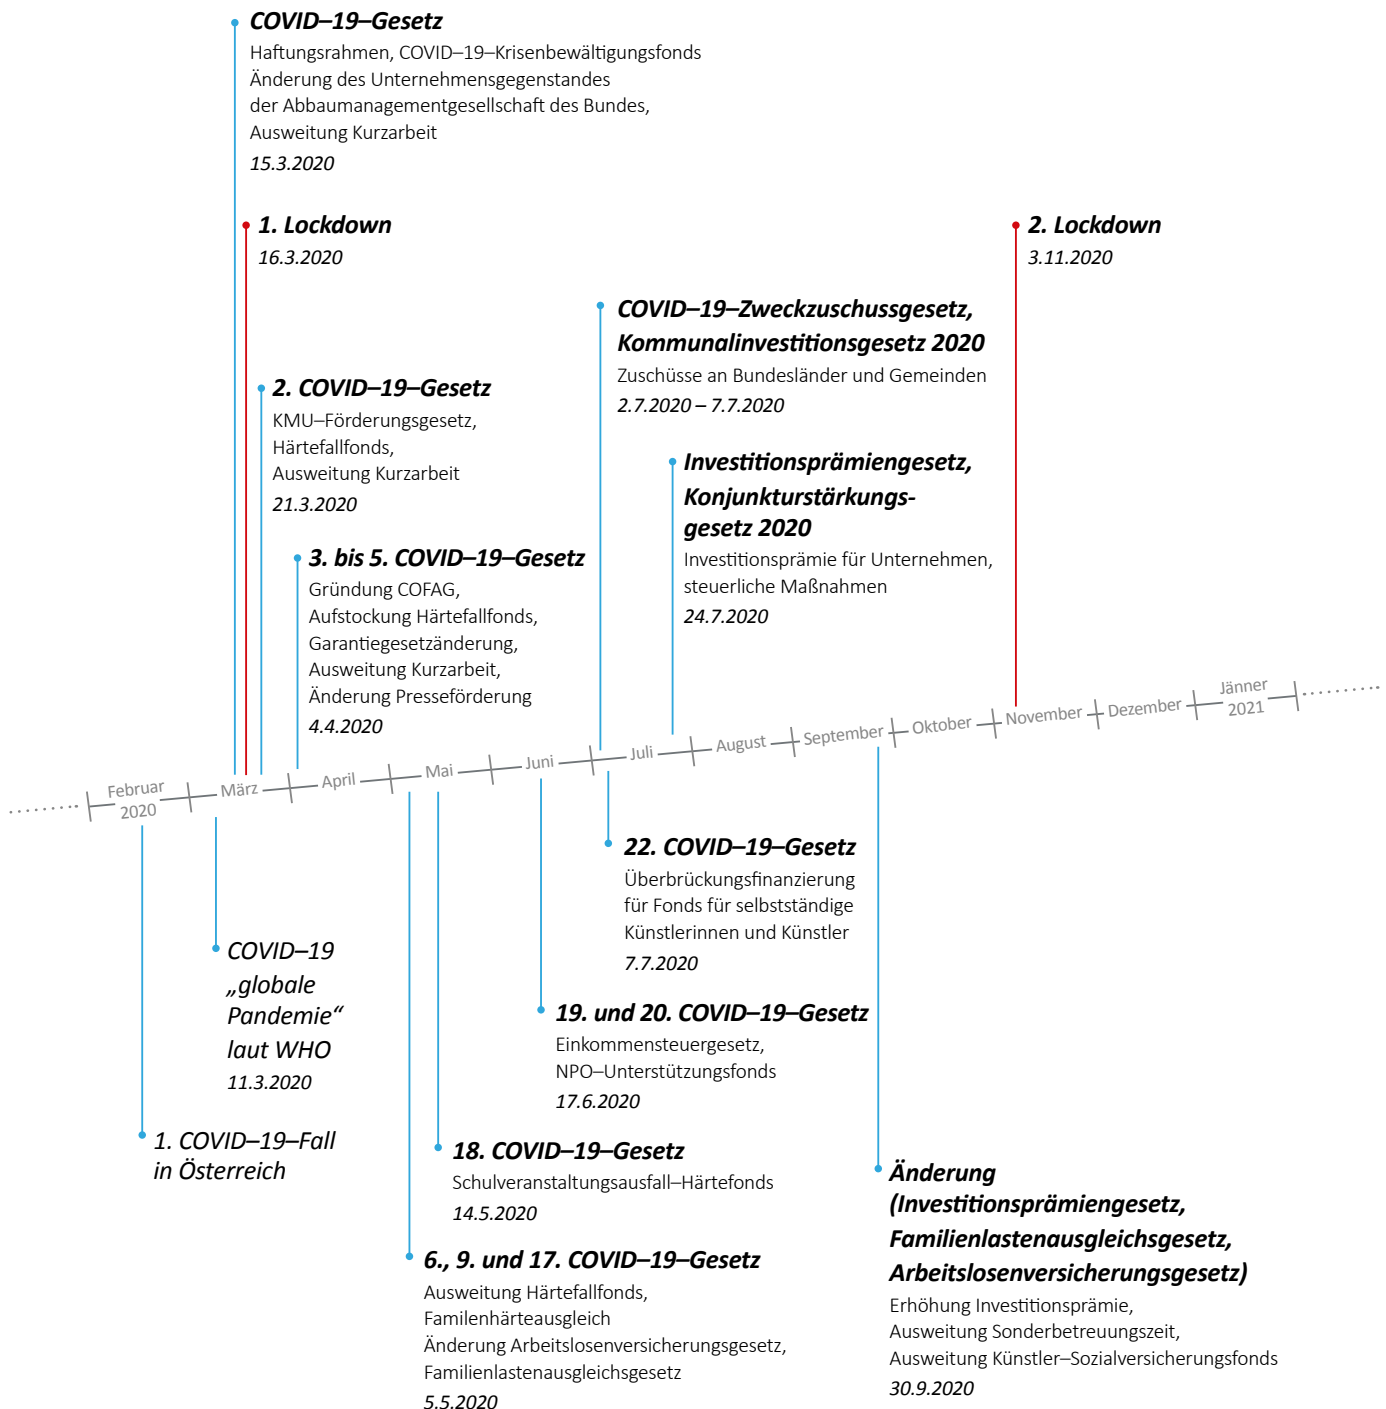 COVID–19–Gesetz
Haftungsrahmen, COVID–19–Krisenbewältigungsfonds
Änderung des Unternehmensgegenstandes
der Abbaumanagementgesellschaft des Bundes,
Ausweitung Kurzarbeit
15.3.2020
1. Lockdown
16.3.2020
2. Lockdown
3.11.2020
COVID–19–Zweckzuschussgesetz,
Kommunalinvestitionsgesetz 2020
Zuschüsse an Bundesländer und Gemeinden
2.7.2020 – 7.7.2020
2. COVID–19–Gesetz
KMU–Förderungsgesetz,
Härtefallfonds,
Ausweitung Kurzarbeit
21.3.2020
Investitionsprämiengesetz,
Konjunkturstärkungs-
gesetz 2020
Investitionsprämie für Unternehmen,
steuerliche Maßnahmen
24.7.2020
3. bis 5. COVID–19–Gesetz
Gründung COFAG,
Aufstockung Härtefallfonds,
Garantiegesetzänderung,
Ausweitung Kurzarbeit,
Änderung Presseförderung
4.4.2020
Februar
2020
März
April
Mai
Juni
Juli
August
September
Oktober
November
Dezember
Jänner
2021
22. COVID–19–Gesetz
Überbrückungsfinanzierung
für Fonds für selbstständige
Künstlerinnen und Künstler
7.7.2020
COVID–19
„globale
Pandemie“
laut WHO
11.3.2020
19. und 20. COVID–19–Gesetz
Einkommensteuergesetz,
NPO–Unterstützungsfonds
17.6.2020
1. COVID–19–Fall
in Österreich
18. COVID–19–Gesetz
Schulveranstaltungsausfall–Härtefonds
14.5.2020
Änderung
(Investitionsprämiengesetz,
Familienlastenausgleichsgesetz,
Arbeitslosenversicherungsgesetz)
Erhöhung Investitionsprämie,
Ausweitung Sonderbetreuungszeit,
Ausweitung Künstler–Sozialversicherungsfonds
30.9.2020
6., 9. und 17. COVID–19–Gesetz
Ausweitung Härtefallfonds,
Familenhärteausgleich
Änderung Arbeitslosenversicherungsgesetz,
Familienlastenausgleichsgesetz
5.5.2020